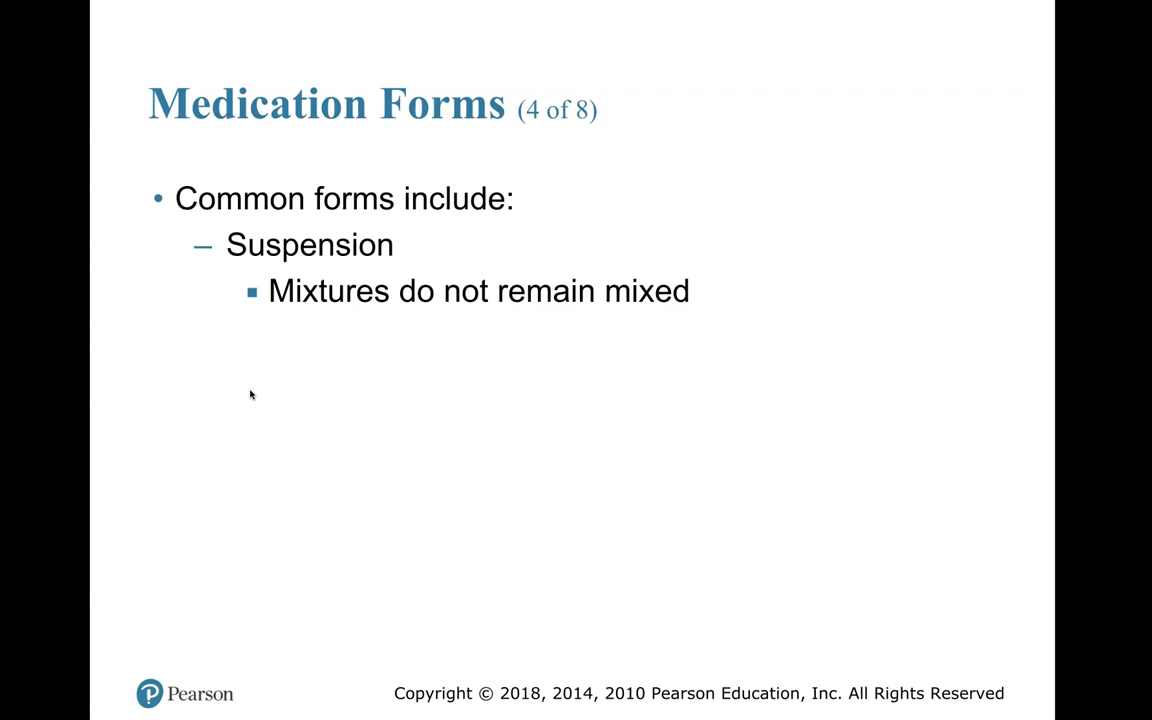 Medication Forms (4 of 8)
• Common forms include:
– Suspension
▪ Mixtures do not remain mixed
Pearson
Copyright © 2018, 2014, 2010 Pearson Education, Inc. All Rights Reserved